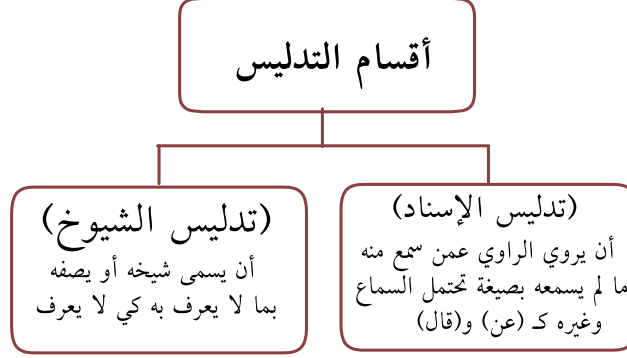 أقسام التدليس
(تدليس الإسناد)
أن يروي الراوي عمن سمع منه
ما لم يسمعه بصيغة تحتمل السماع
وغيره كـ (عن) و(قال)
(تدليس الشيوخ)
أن يسمى شيخه أو يصفه
بما لا يعرف به كي لا يعرف